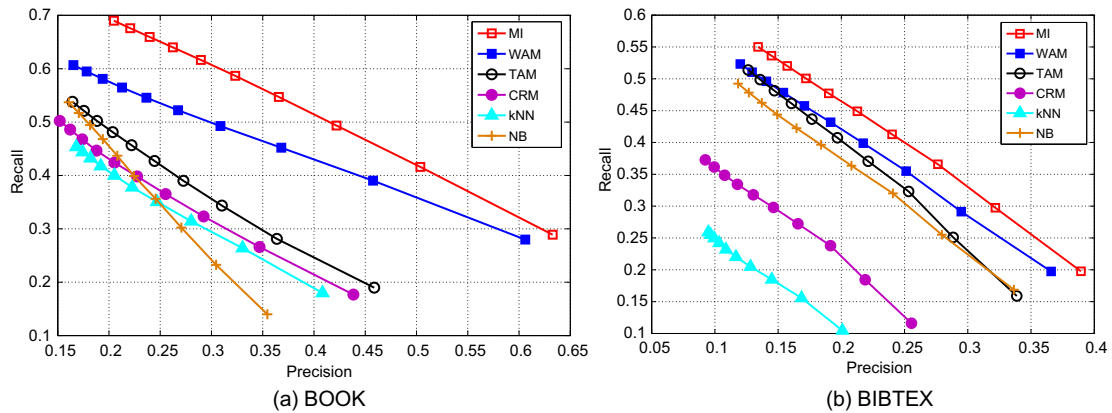 0.7
0.6
0.5
0.4
0.3
0.2
0.1
Recall
0.15 0.2 0.25 0.3 0.35 0.4 0.45 0.5 0.55 0.6 0.65
Precision
MI
WAM
TAM
CRM
kNN
NB
(a) BOOK
0.6
0.55
0.5
0.45
0.4
0.35
0.3
0.25
0.2
0.15
0.1
Recall
0.05 0.1 0.15 0.2 0.25 0.3 0.35 0.4
Precision
MI
WAM
TAM
CRM
kNN
NB
(b) BIBTEX